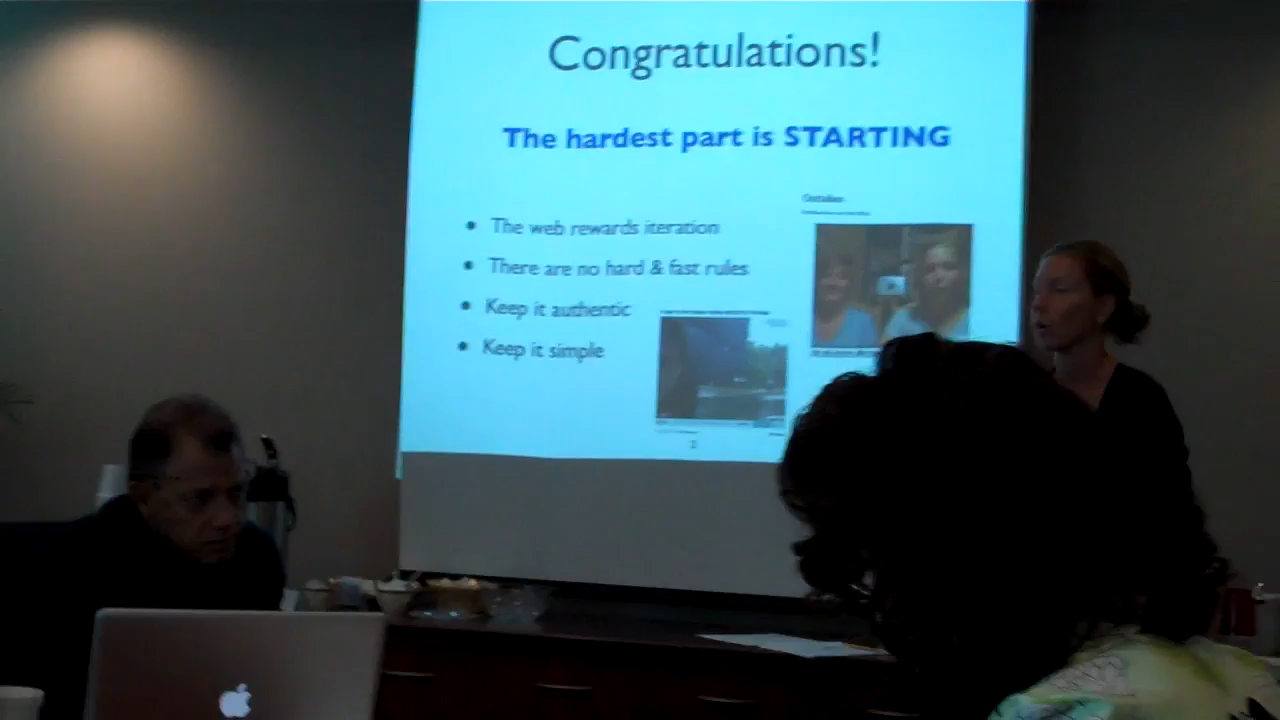 Congratulations!
The hardest part is STARTING
• The web rewards iteration
• There are no hard & fast rules
• Keep it authentic
• Keep it simple